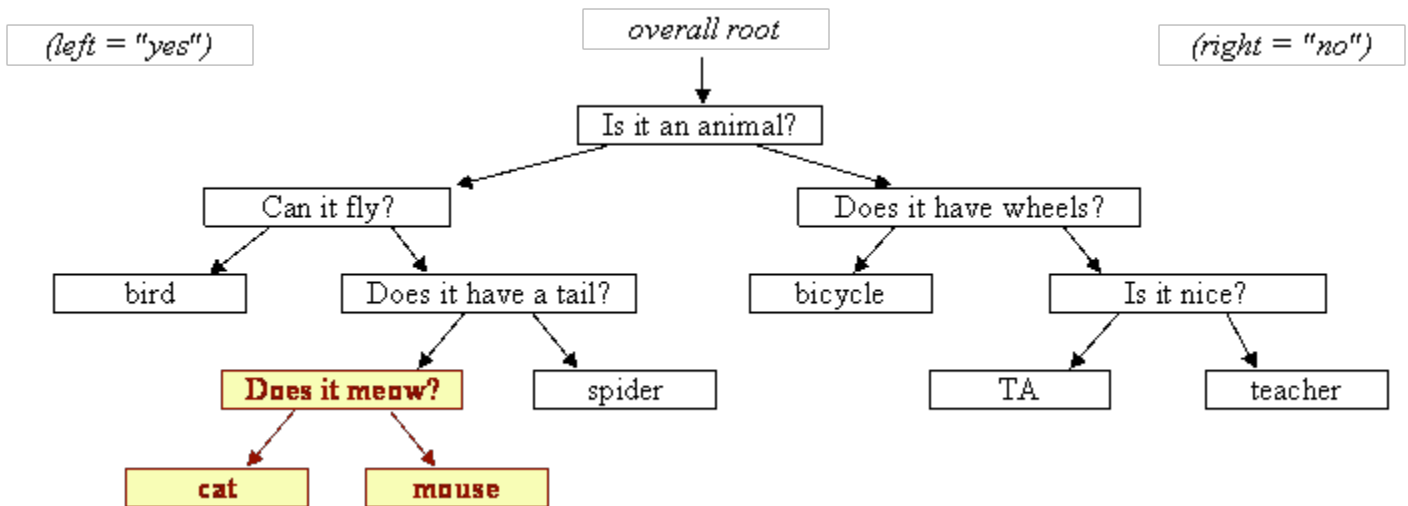 (left = "yes")
overall root
(right = "no")
Is it an animal?
Can it fly?
Does it have wheels?
bird
Does it have a tail?
bicycle
Is it nice?
Does it meow?
spider
TA
teacher
cat
mouse